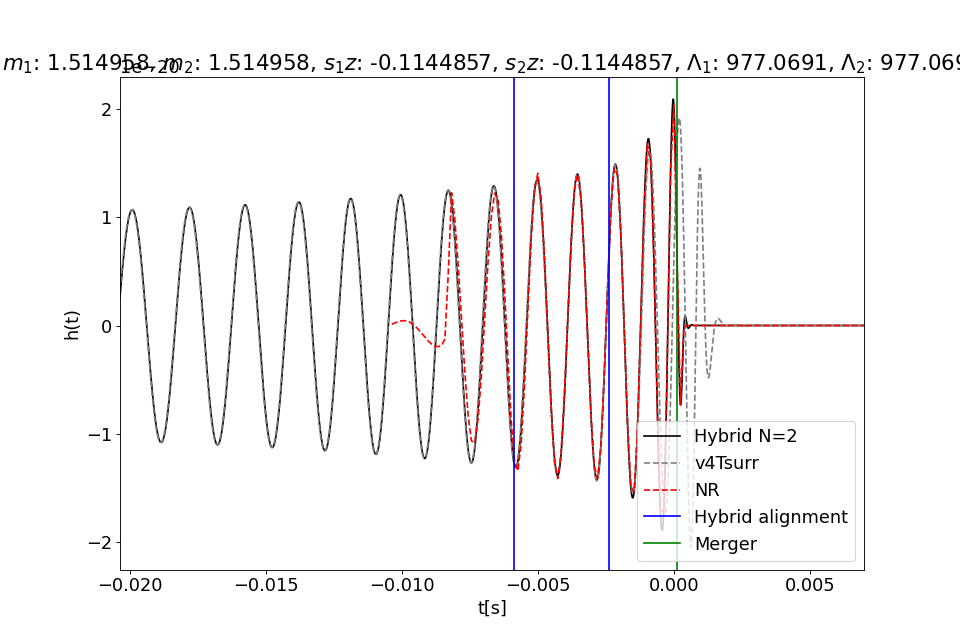 m₁: 1.514958, m₂: 1.514958, s₁z: -0.1144857, s₂z: -0.1144857, Λ₁: 977.0691, Λ₂: 977.069
1e−20
2
1
0
−1
−2
h(t)
Hybrid N=2
v4Tsurr
NR
Hybrid alignment
Merger
−0.020 −0.015 −0.010 −0.005 0.000 0.005
t[s]